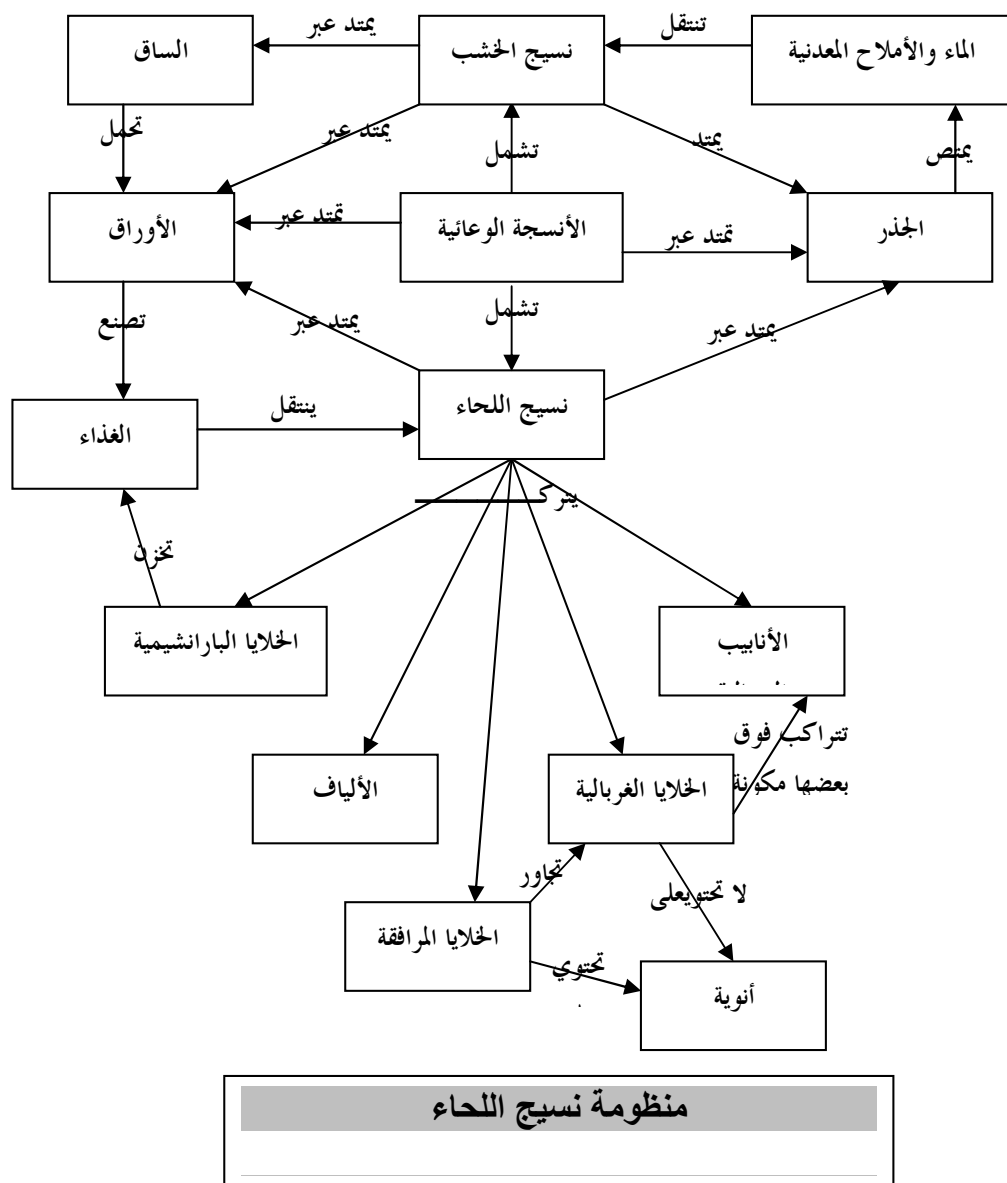 الماء والأملاح المعدنية
تنتقل
نسيج الخشب
يمتد عبر
الساق
يمتص
يمتد
تشمل
يمتد عبر
تحمل
الجذر
تمتد عبر
الأنسجة الوعائية
تمتد عبر
الأوراق
يمتد عبر
تشمل
يمتد عبر
تصنع
نسيج اللحاء
ينتقل
الغذاء
يتركـ
تخزن
الأنابيب
الخلايا البارانشيمية
تتراكب فوق
بعضها مكونة
الخلايا الغربالية
الألياف
تجاور
لا تحتويعلى
الخلايا المرافقة
تحتوي
أنوية
منظومة نسيج اللحاء